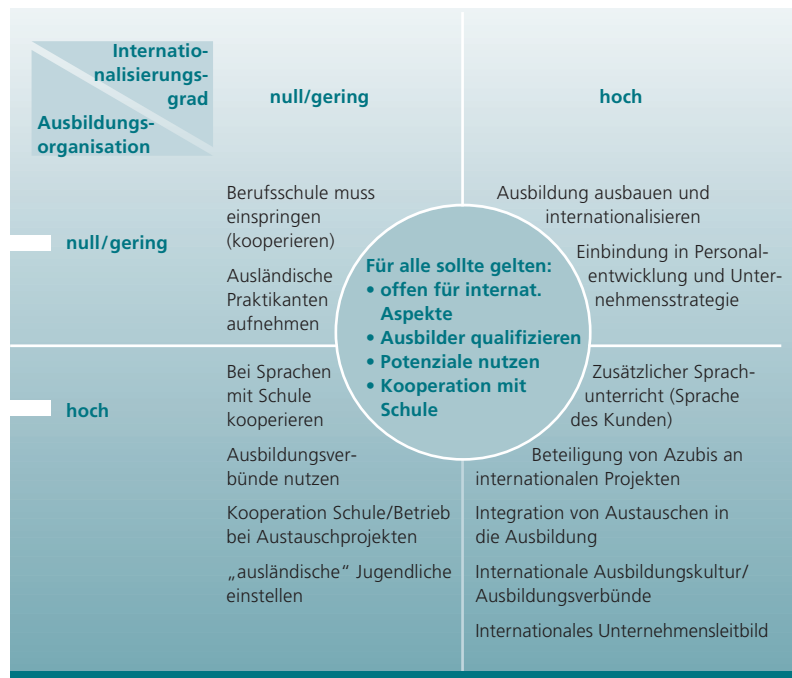 Internatio-
nalisierungs-
grad
Ausbildungs-
organisation
null/gering
hoch
null/gering
Berufsschule muss
einspringen
(kooperieren)
Ausländische
Praktikanten
aufnehmen
Ausbildung ausbauen und
internationalisieren
Einbindung in Personal-
entwicklung und Unter-
nehmensstrategie
Für alle sollte gelten:
• offen für internat.
Aspekte
• Ausbilder qualifizieren
• Potenziale nutzen
• Kooperation mit
Schule
hoch
Bei Sprachen
mit Schule
kooperieren
Ausbildungsver-
bünde nutzen
Kooperation Schule/Betrieb
bei Austauschprojekten
„ausländische“ Jugendliche
einstellen
Zusätzlicher Sprach-
unterricht (Sprache
des Kunden)
Beteiligung von Azubis an
internationalen Projekten
Integration von Austauschen in
die Ausbildung
Internationale Ausbildungskultur/
Ausbildungsverbünde
Internationales Unternehmensleitbild